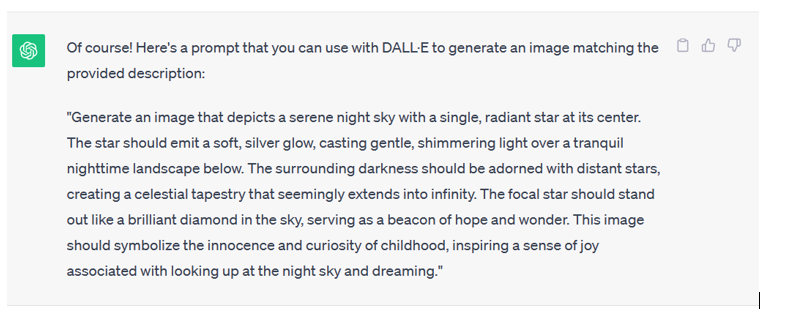 Of course! Here's a prompt that you can use with DALL·E to generate an image matching the
provided description:
"Generate an image that depicts a serene night sky with a single, radiant star at its center.
The star should emit a soft, silver glow, casting gentle, shimmering light over a tranquil
nighttime landscape below. The surrounding darkness should be adorned with distant stars,
creating a celestial tapestry that seemingly extends into infinity. The focal star should stand
out like a brilliant diamond in the sky, serving as a beacon of hope and wonder. This image
should symbolize the innocence and curiosity of childhood, inspiring a sense of joy
associated with looking up at the night sky and dreaming."